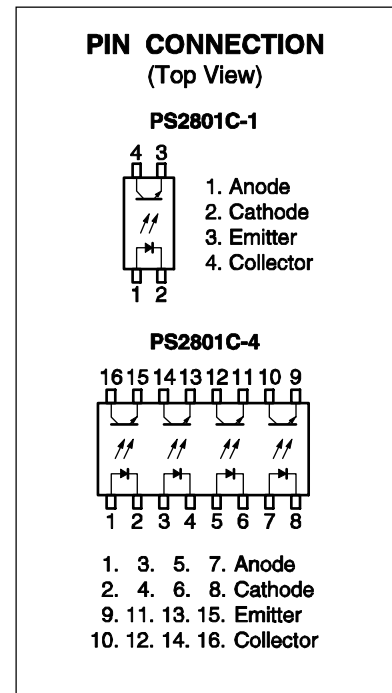 PIN CONNECTION
(Top View)
PS2801C-1
4 3
1. Anode
2. Cathode
3. Emitter
4. Collector
1 2
PS2801C-4
16 15 14 13 12 11 10 9
1 2 3 4 5 6 7 8
1. 3. 5. 7. Anode
2. 4. 6. 8. Cathode
9. 11. 13. 15. Emitter
10. 12. 14. 16. Collector